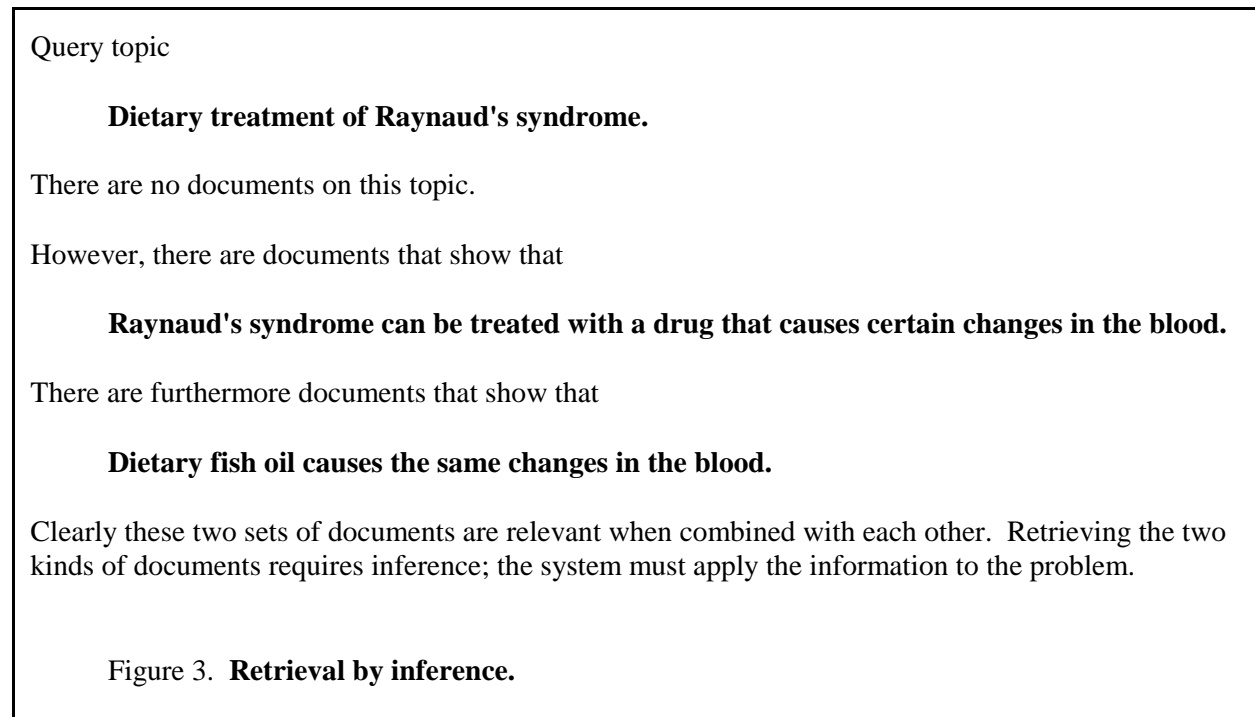 Query topic
Dietary treatment of Raynaud's syndrome.
There are no documents on this topic.
However, there are documents that show that
Raynaud's syndrome can be treated with a drug that causes certain changes in the blood.
There are furthermore documents that show that
Dietary fish oil causes the same changes in the blood.
Clearly these two sets of documents are relevant when combined with each other.  Retrieving the two
kinds of documents requires inference; the system must apply the information to the problem.
Figure 3.  Retrieval by inference.